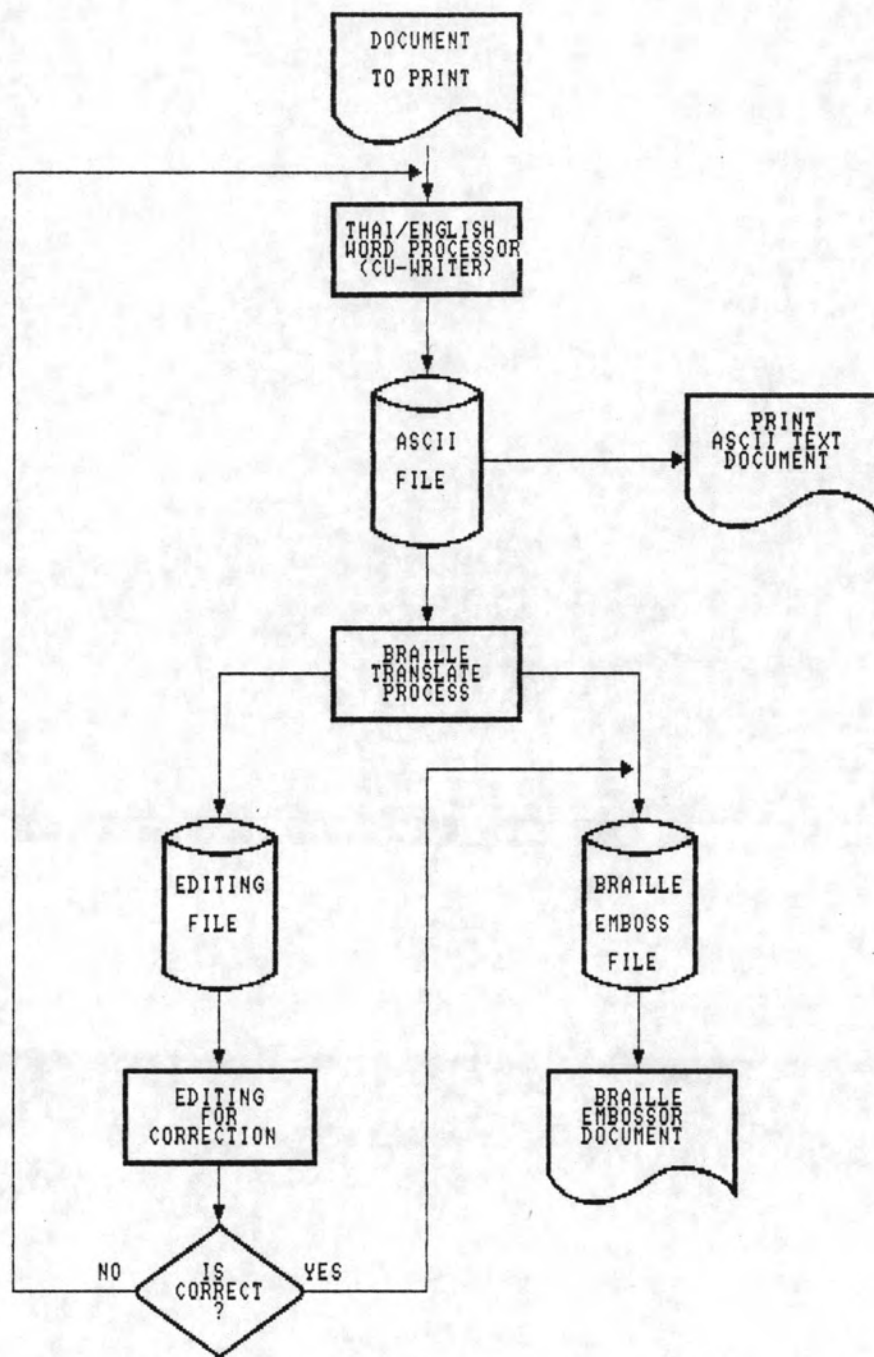 DOCUMENT
TO PRINT
THAI/ENGLISH
WORD PROCESSOR
(CU-WRITER)
ASCII
FILE
PRINT
ASCII TEXT
DOCUMENT
BRAILLE
TRANSLATE
PROCESS
EDITING
FILE
BRAILLE
EMBOSS
FILE
EDITING
FOR
CORRECTION
BRAILLE
EMBOSSOR
DOCUMENT
NO
IS
CORRECT
?
YES